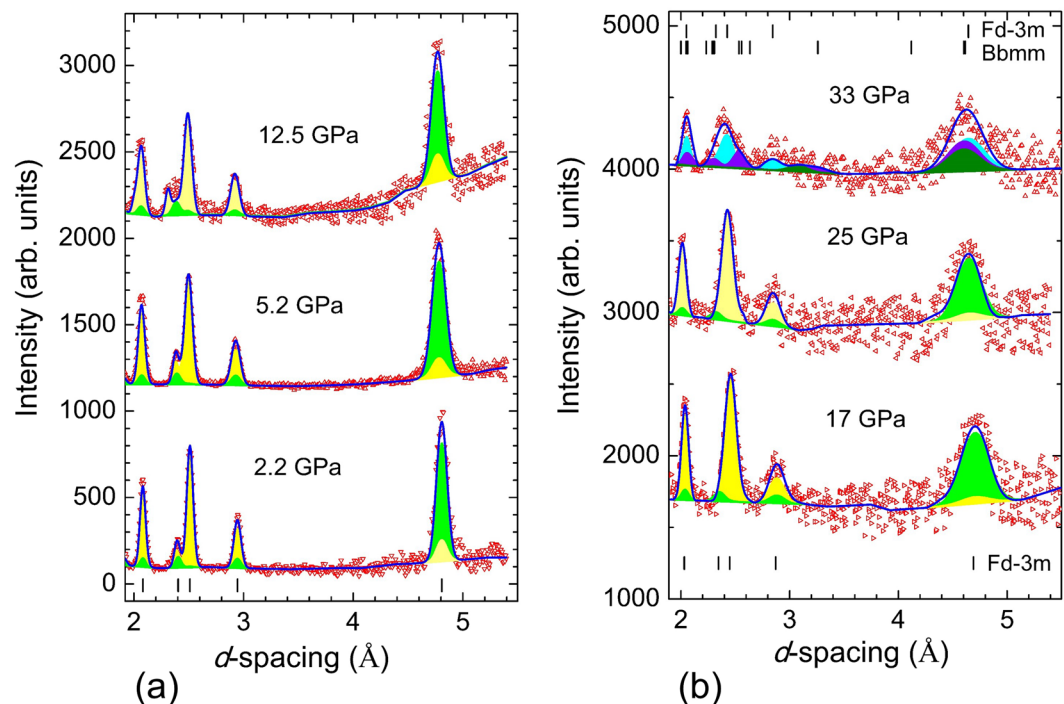 3000
2500
2000
1500
1000
500
0
Intensity (arb. units)
12.5 GPa
5.2 GPa
2.2 GPa
2 3 4 5
d-spacing (Å)
(a)
5000
4000
3000
2000
1000
Intensity (arb. units)
Fd-3m
Bbmm
33 GPa
25 GPa
17 GPa
Fd-3m
2 3 4 5
d-spacing (Å)
(b)